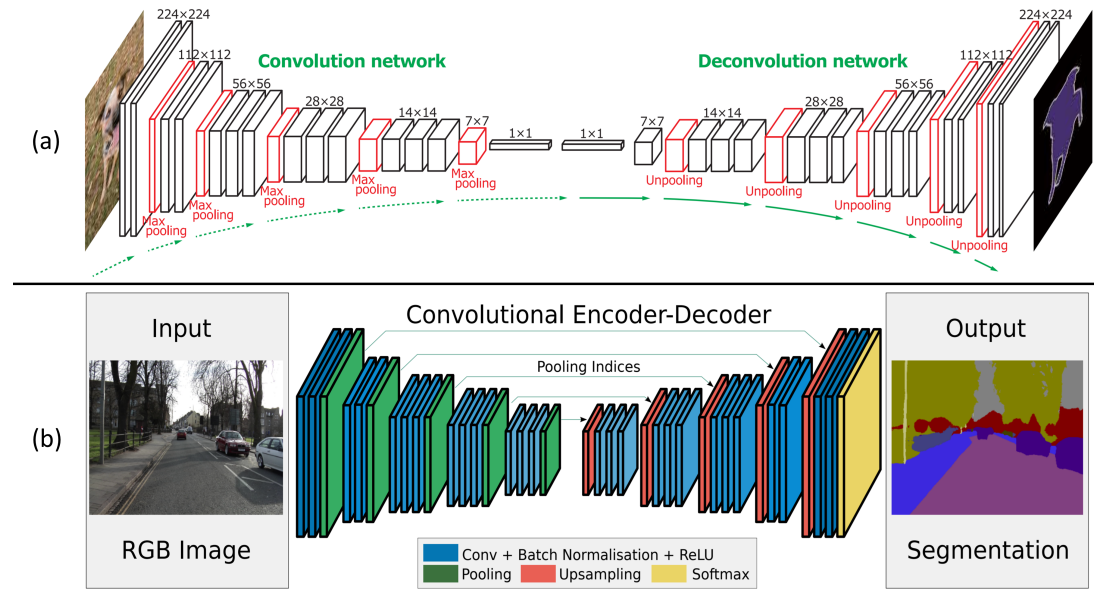 (a)
224×224
112×112
56×56
28×28
14×14
7×7
1×1
1×1
7×7
14×14
28×28
56×56
112×112
224×224
Convolution network
Deconvolution network
Max
pooling
Max
pooling
Max
pooling
Max
pooling
Max
pooling
Unpooling
Unpooling
Unpooling
Unpooling
Unpooling
(b)
Input
RGB Image
Convolutional Encoder-Decoder
Pooling Indices
Output
Segmentation
Conv + Batch Normalisation + ReLU
Pooling Upsampling Softmax